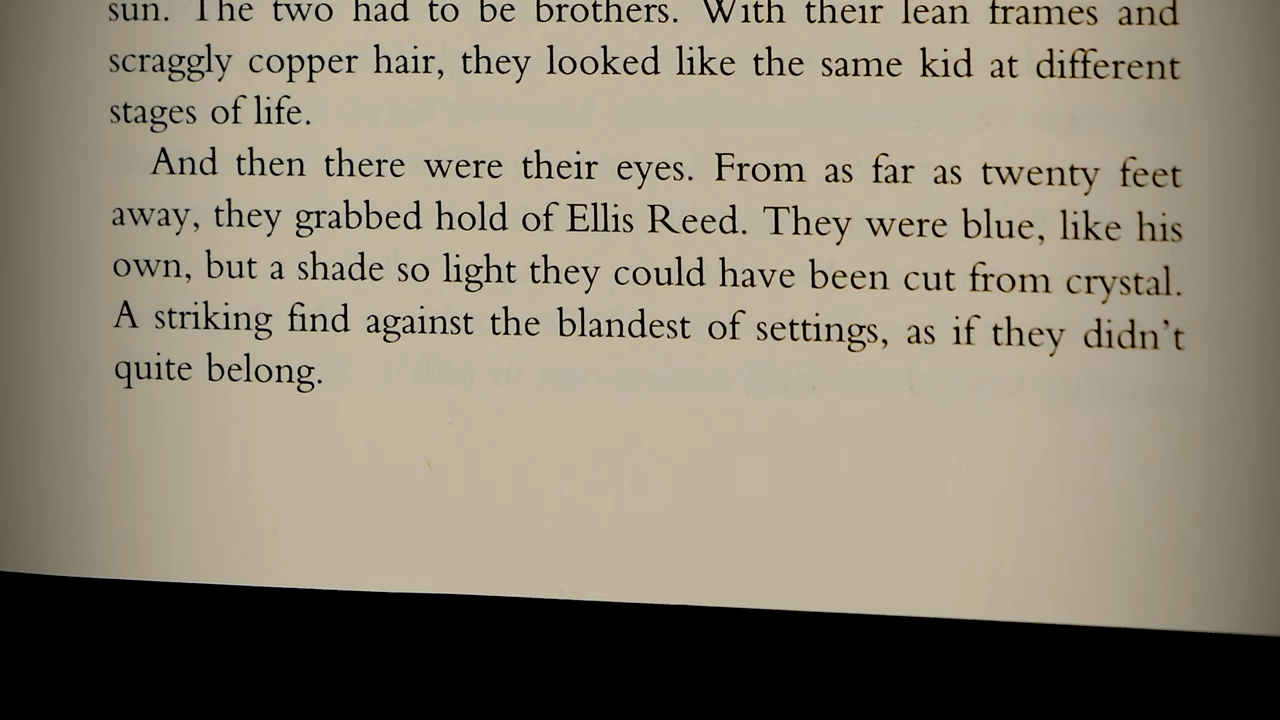 sun. The two had to be brothers. With their lean frames and
scraggly copper hair, they looked like the same kid at different
stages of life.
And then there were their eyes. From as far as twenty feet
away, they grabbed hold of Ellis Reed. They were blue, like his
own, but a shade so light they could have been cut from crystal.
A striking find against the blandest of settings, as if they didn't
quite belong.